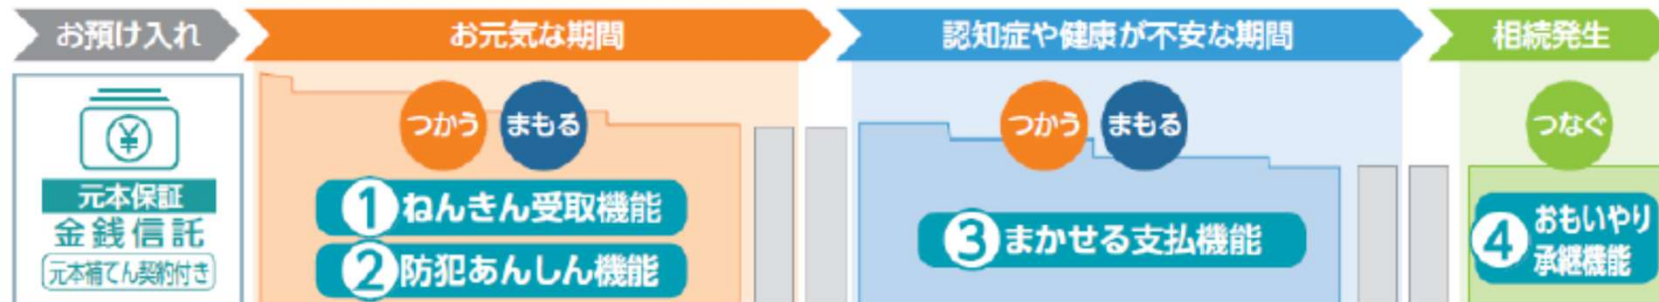 お預け入れ
お元気な期間
認知症や健康が不安な期間
相続発生
¥
元本保証
金銭信託
元本補てん契約付き
つかう
まもる
①ねんきん受取機能
②防犯あんしん機能
つかう
まもる
③まかせる支払機能
つなぐ
④おもいやり
承継機能